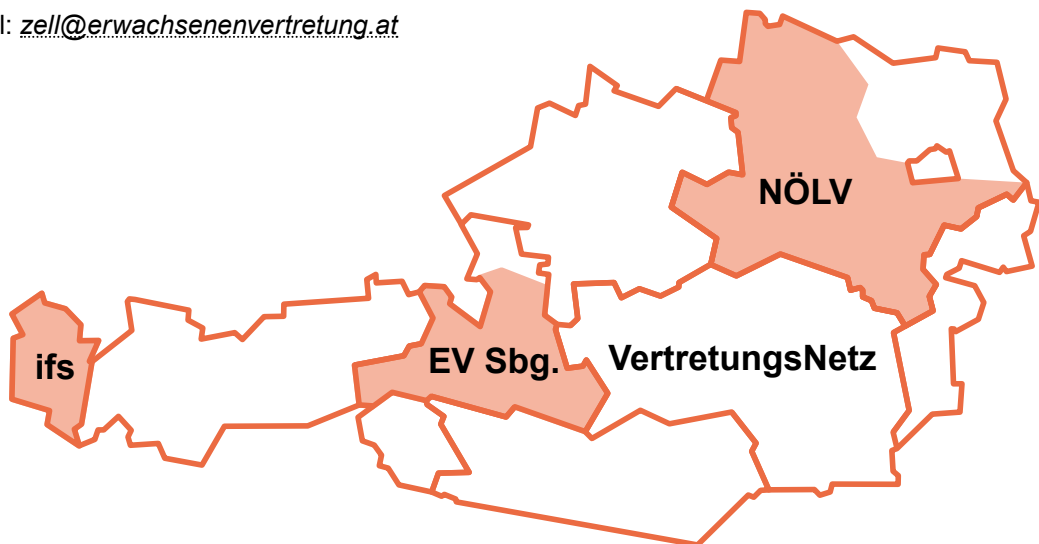 l: zell@erwachsenenvertretung.at
NÖLV
ifs
EV Sbg.
VertretungsNetz